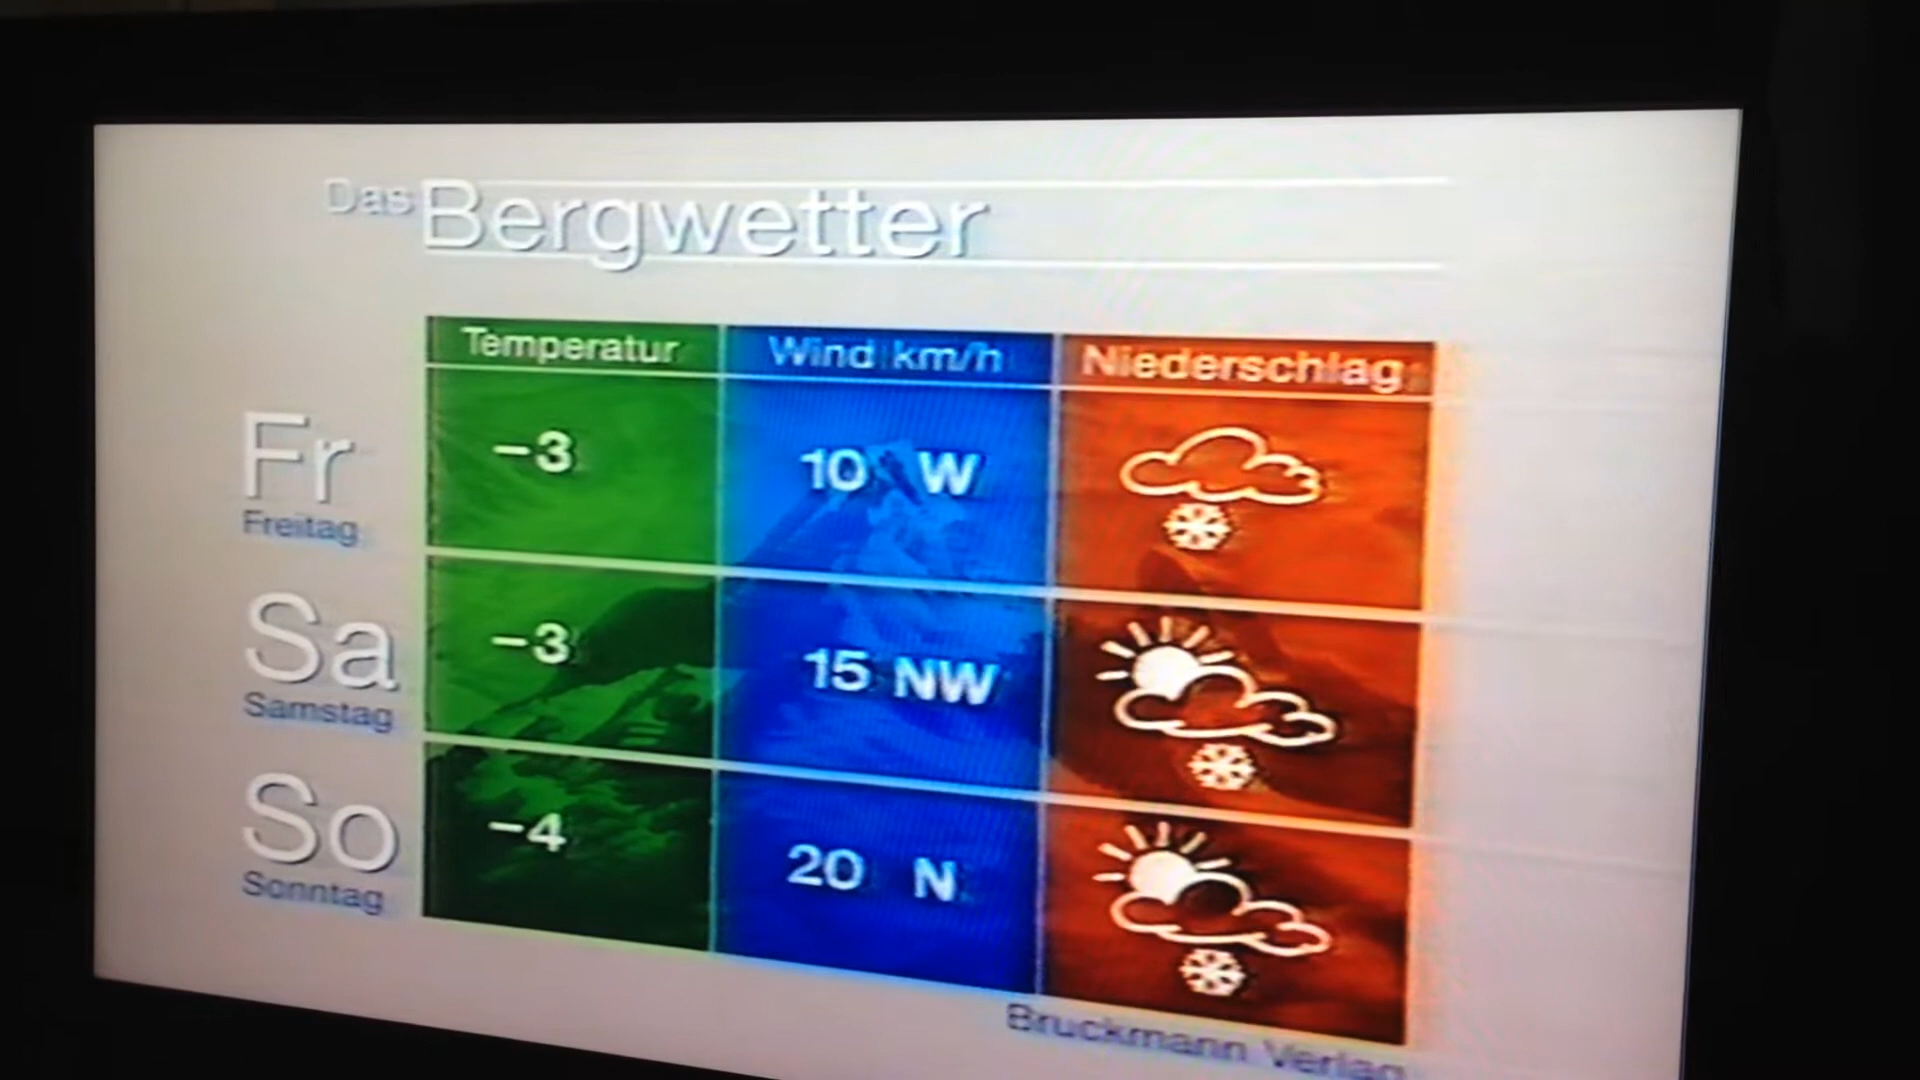 Das Bergwetter
Temperatur Wind km/h Niederschlag
Fr -3 10 W
Freitag
Sa -3 15 NW
Samstag
So -4 20 N
Sonntag
Bruckmann Verlag